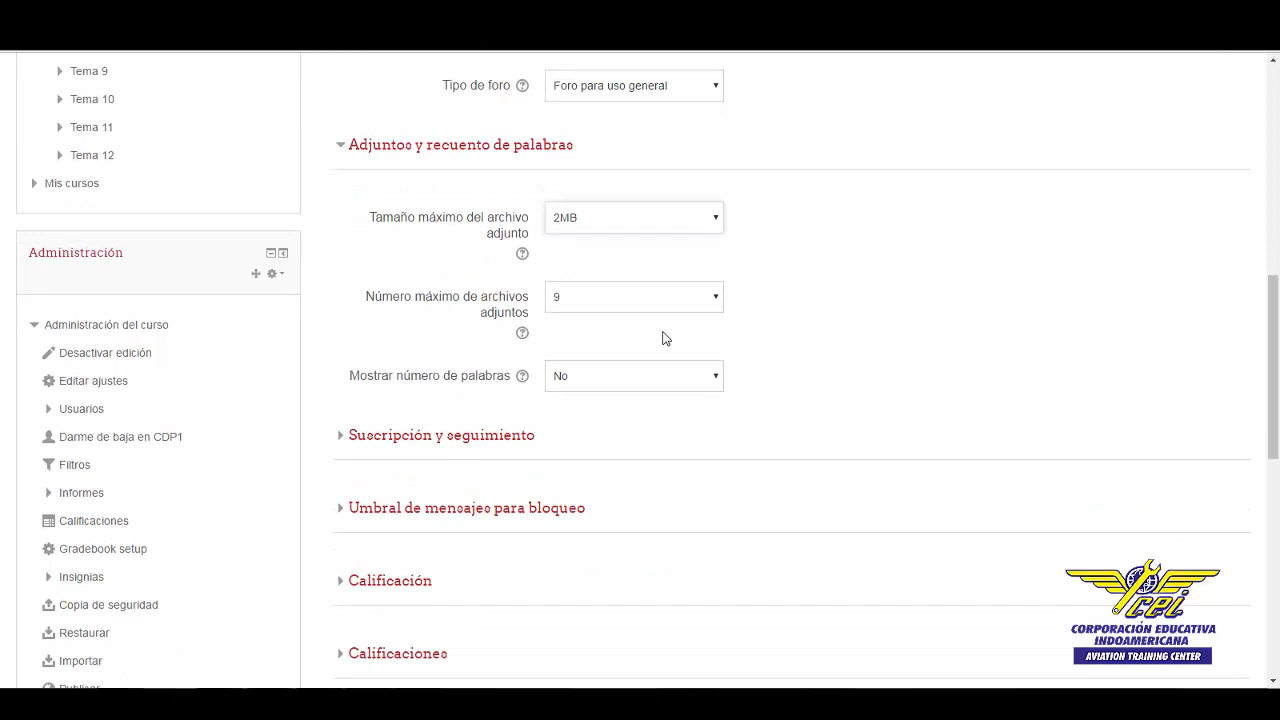 Tema 9
Tema 10
Tema 11
Tema 12
Mis cursos
Administración
Administración del curso
Desactivar edición
Editar ajustes
Usuarios
Darme de baja en CDP1
Filtros
Informes
Calificaciones
Gradebook setup
Insignias
Copia de seguridad
Restaurar
Importar
Publicar
Tipo de foro
Foro para uso general
Adjuntos y recuento de palabras
Tamaño máximo del archivo
adjunto
2MB
Número máximo de archivos
adjuntos
9
Mostrar número de palabras
No
Suscripción y seguimiento
Umbral de mensajes para bloqueo
Calificación
Calificaciones
cei
CORPORACIÓN EDUCATIVA
INDOAMERICANA
AVIATION TRAINING CENTER